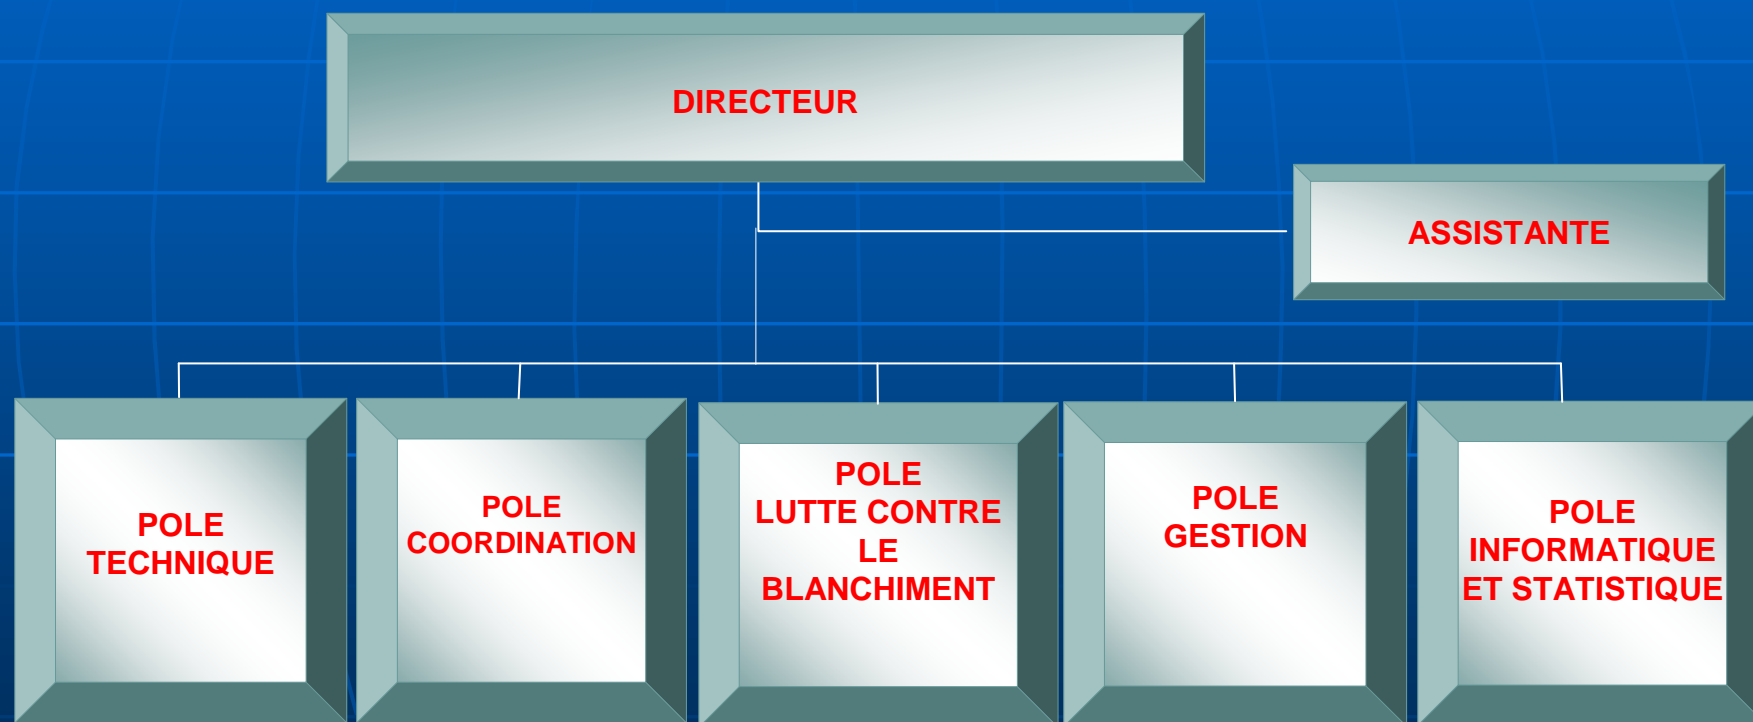 DIRECTEUR
ASSISTANTE
POLE
TECHNIQUE
POLE
COORDINATION
POLE
LUTTE CONTRE
LE
BLANCHIMENT
POLE
GESTION
POLE
INFORMATIQUE
ET STATISTIQUE